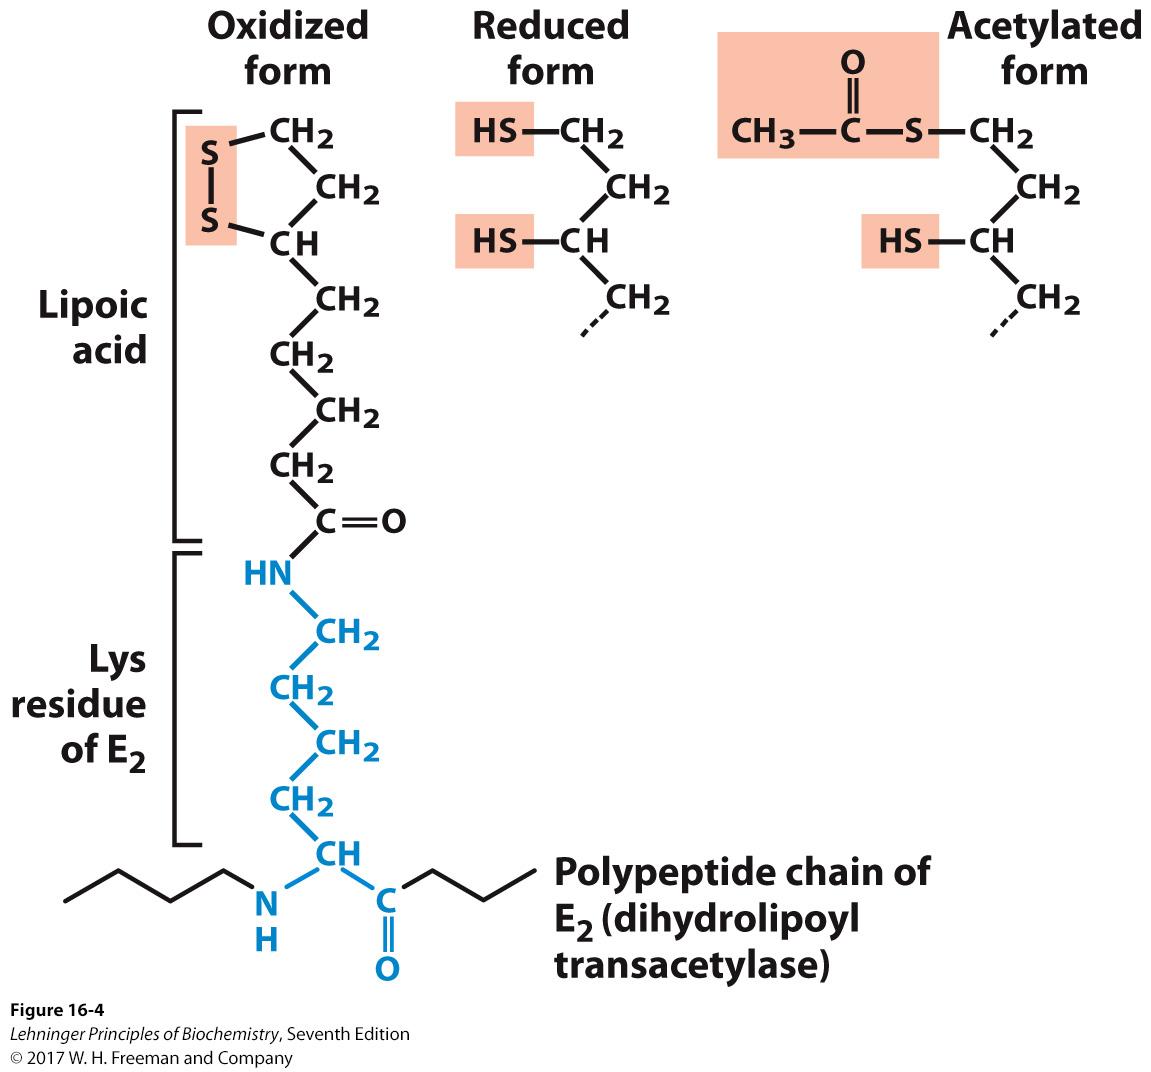 Oxidized
form
Reduced
form
Acetylated
form
O
S
CH2
HS
CH2
CH3
C
S
CH2
CH2
CH2
CH2
S
CH
HS
CH
HS
CH
CH2
CH2
CH2
Lipoic
acid
CH2
CH2
CH2
C
O
HN
CH2
Lys
residue
of E2
CH2
CH2
CH2
CH
N
H
C
O
Polypeptide chain of
E2 (dihydrolipoyl
transacetylase)
Figure 16-4
Lehninger Principles of Biochemistry, Seventh Edition
© 2017 W. H. Freeman and Company